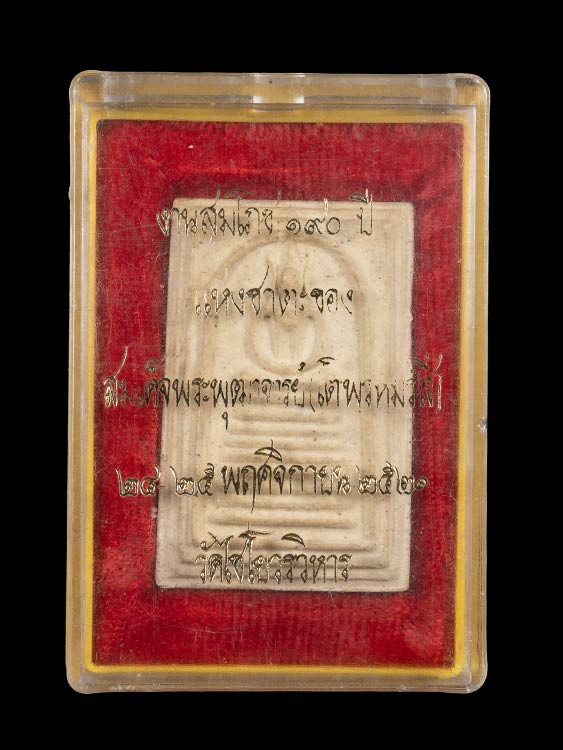 งานสมโภช ๑๙๐ ปี
แห่งชาตะของ
สมเด็จพระพุฒาจารย์(โตพรหมรังสี)
๒๔-๒๕ พฤศจิกายน ๒๕๒๑
วัดไชโยวรวิหาร